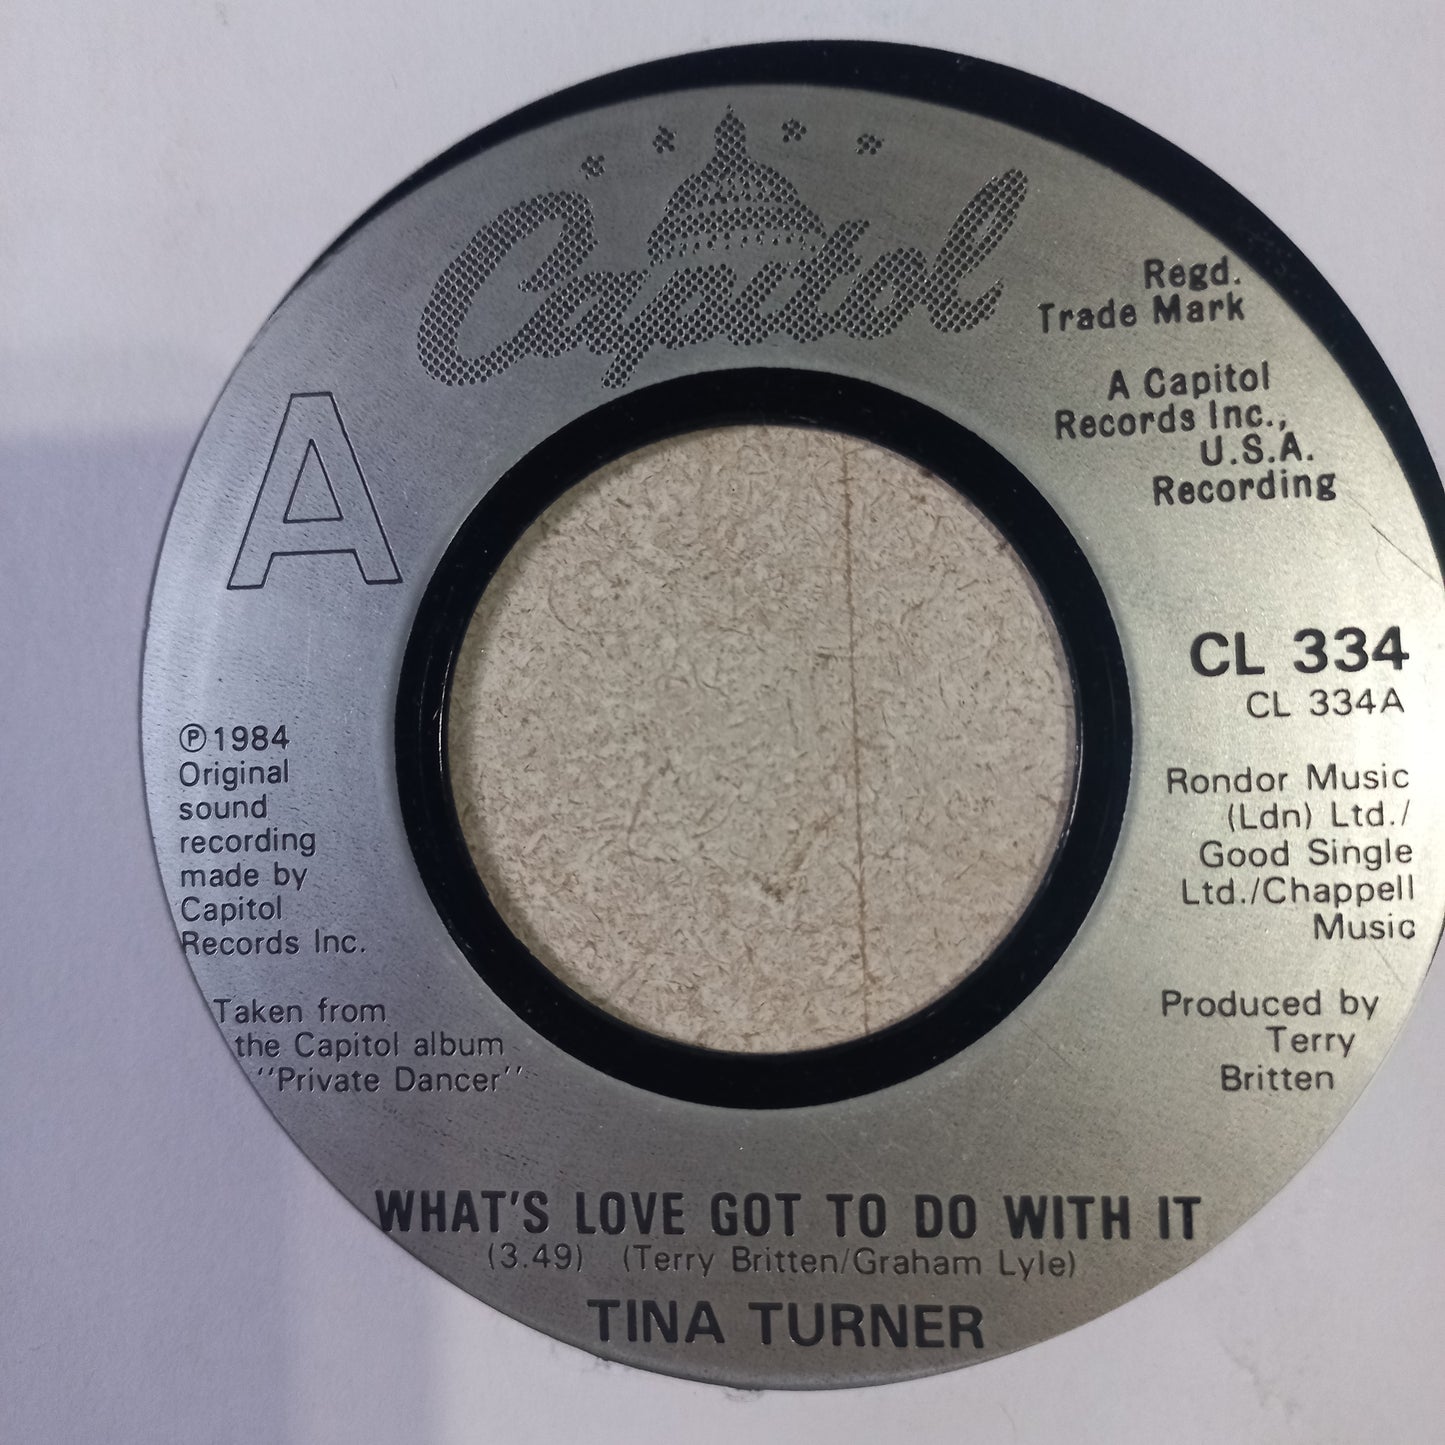 Capitol
Regd.
Trade Mark
A Capitol
Records Inc.,
U.S.A.
Recording
A
CL 334
CL 334A
℗1984
Original
sound
recording
made by
Capitol
Records Inc.
Rondor Music
(Ldn) Ltd./
Good Single
Ltd./Chappell
Music
Taken from
the Capitol album
''Private Dancer''
Produced by
Terry
Britten
WHAT'S LOVE GOT TO DO WITH IT
(3.49) (Terry Britten/Graham Lyle)
TINA TURNER